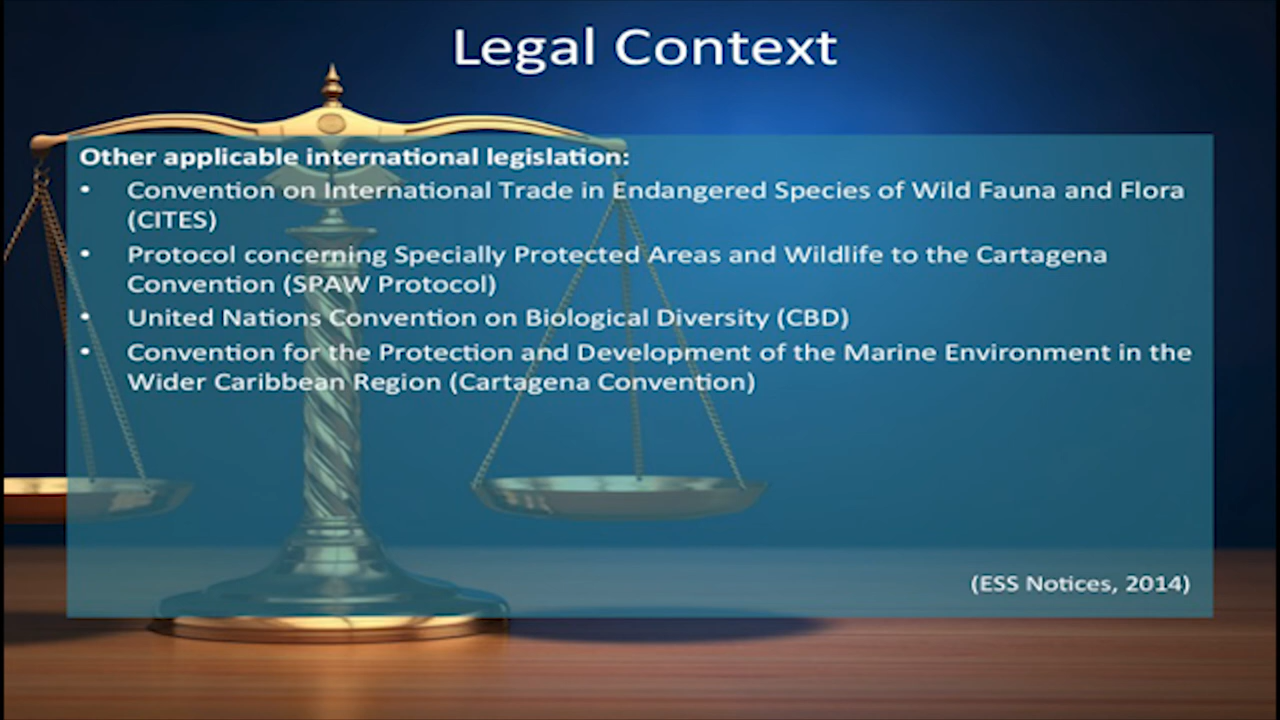 Legal Context
Other applicable international legislation:
• Convention on International Trade in Endangered Species of Wild Fauna and Flora
(CITES)
• Protocol concerning Specially Protected Areas and Wildlife to the Cartagena
Convention (SPAW Protocol)
• United Nations Convention on Biological Diversity (CBD)
• Convention for the Protection and Development of the Marine Environment in the
Wider Caribbean Region (Cartagena Convention)
(ESS Notices, 2014)